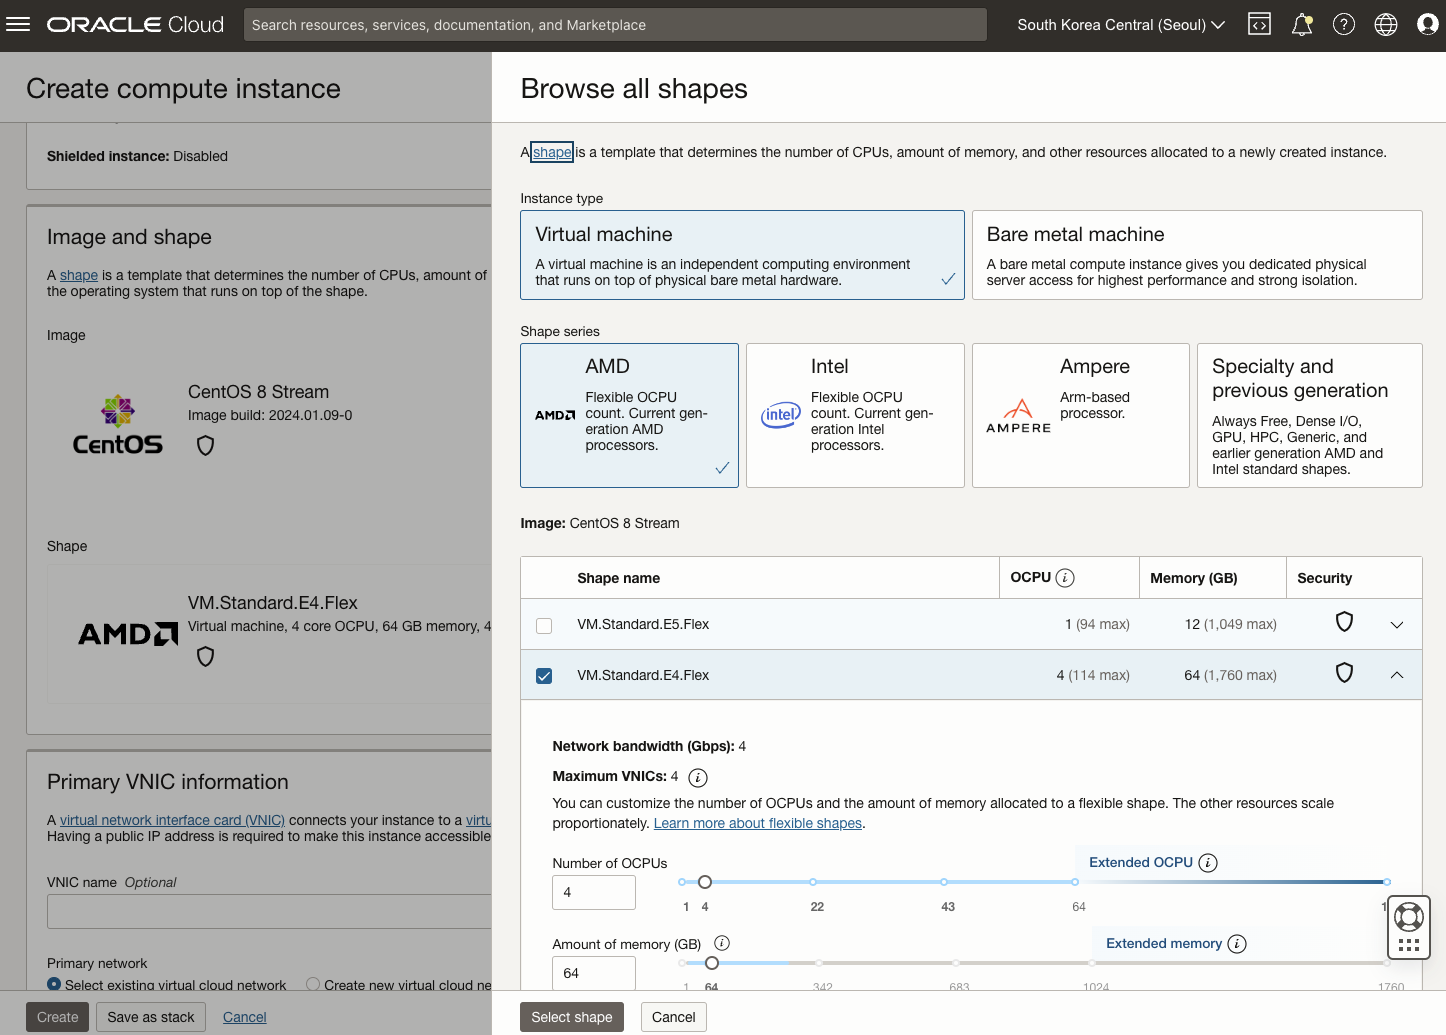 ORACLE Cloud
Search resources, services, documentation, and Marketplace
South Korea Central (Seoul)
Create compute instance
Shielded instance: Disabled
Image and shape
A shape is a template that determines the number of CPUs, amount of
the operating system that runs on top of the shape.
Image
CentOS
CentOS 8 Stream
Image build: 2024.01.09-0
Shape
AMD
VM.Standard.E4.Flex
Virtual machine, 4 core OCPU, 64 GB memory, 4
Primary VNIC information
A virtual network interface card (VNIC) connects your instance to a virtu
Having a public IP address is required to make this instance accessible
VNIC name Optional
Primary network
Select existing virtual cloud network
Create new virtual cloud ne
Create
Save as stack
Cancel
Browse all shapes
A shape is a template that determines the number of CPUs, amount of memory, and other resources allocated to a newly created instance.
Instance type
Virtual machine
A virtual machine is an independent computing environment
that runs on top of physical bare metal hardware.
Bare metal machine
A bare metal compute instance gives you dedicated physical
server access for highest performance and strong isolation.
Shape series
AMD
AMD
Flexible OCPU
count. Current gen-
eration AMD
processors.
intel
Intel
Flexible OCPU
count. Current gen-
eration Intel
processors.
AMPERE
Ampere
Arm-based
processor.
Specialty and
previous generation
Always Free, Dense I/O,
GPU, HPC, Generic, and
earlier generation AMD and
Intel standard shapes.
Image: CentOS 8 Stream
Shape name OCPU Memory (GB) Security
VM.Standard.E5.Flex 1 (94 max) 12 (1,049 max)
VM.Standard.E4.Flex 4 (114 max) 64 (1,760 max)
Network bandwidth (Gbps): 4
Maximum VNICs: 4
You can customize the number of OCPUs and the amount of memory allocated to a flexible shape. The other resources scale
proportionately. Learn more about flexible shapes.
Number of OCPUs
4
Extended OCPU
1 4 22 43 64 1
Amount of memory (GB)
64
Extended memory
1 64 342 683 1024 1760
Select shape
Cancel